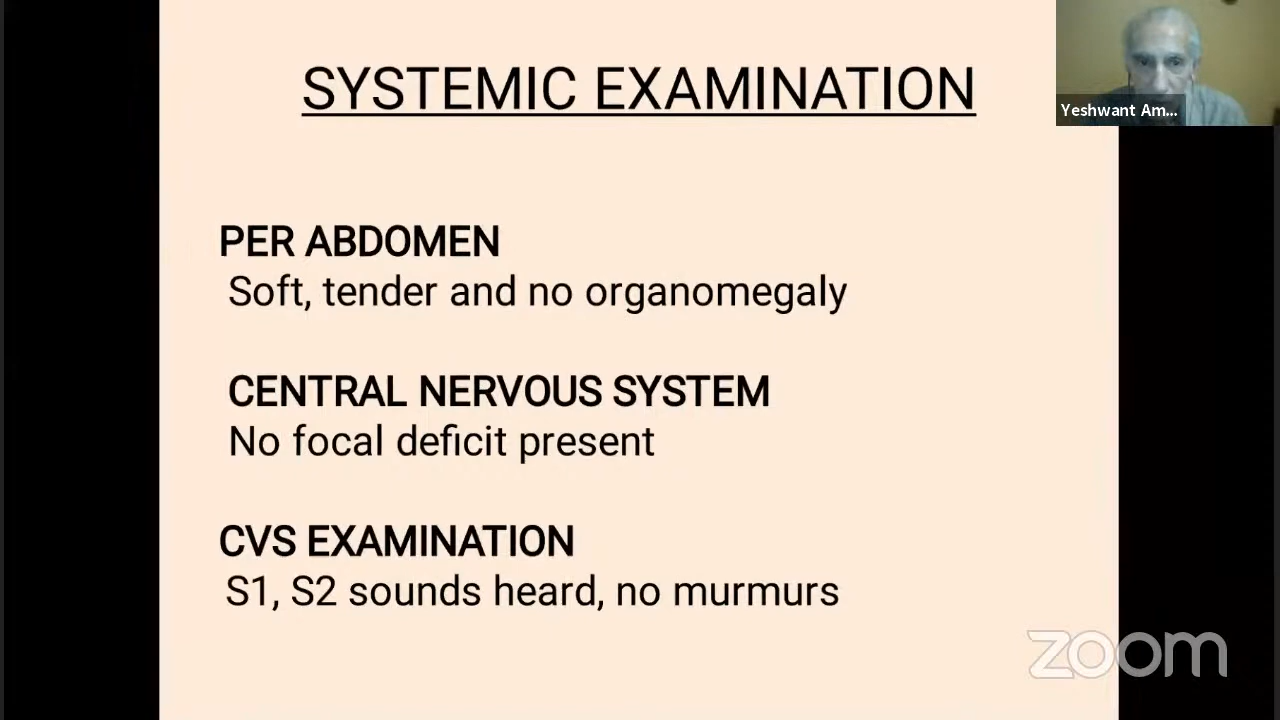 SYSTEMIC EXAMINATION
Yeshwant Am...
PER ABDOMEN
Soft, tender and no organomegaly
CENTRAL NERVOUS SYSTEM
No focal deficit present
CVS EXAMINATION
S1, S2 sounds heard, no murmurs
zoom